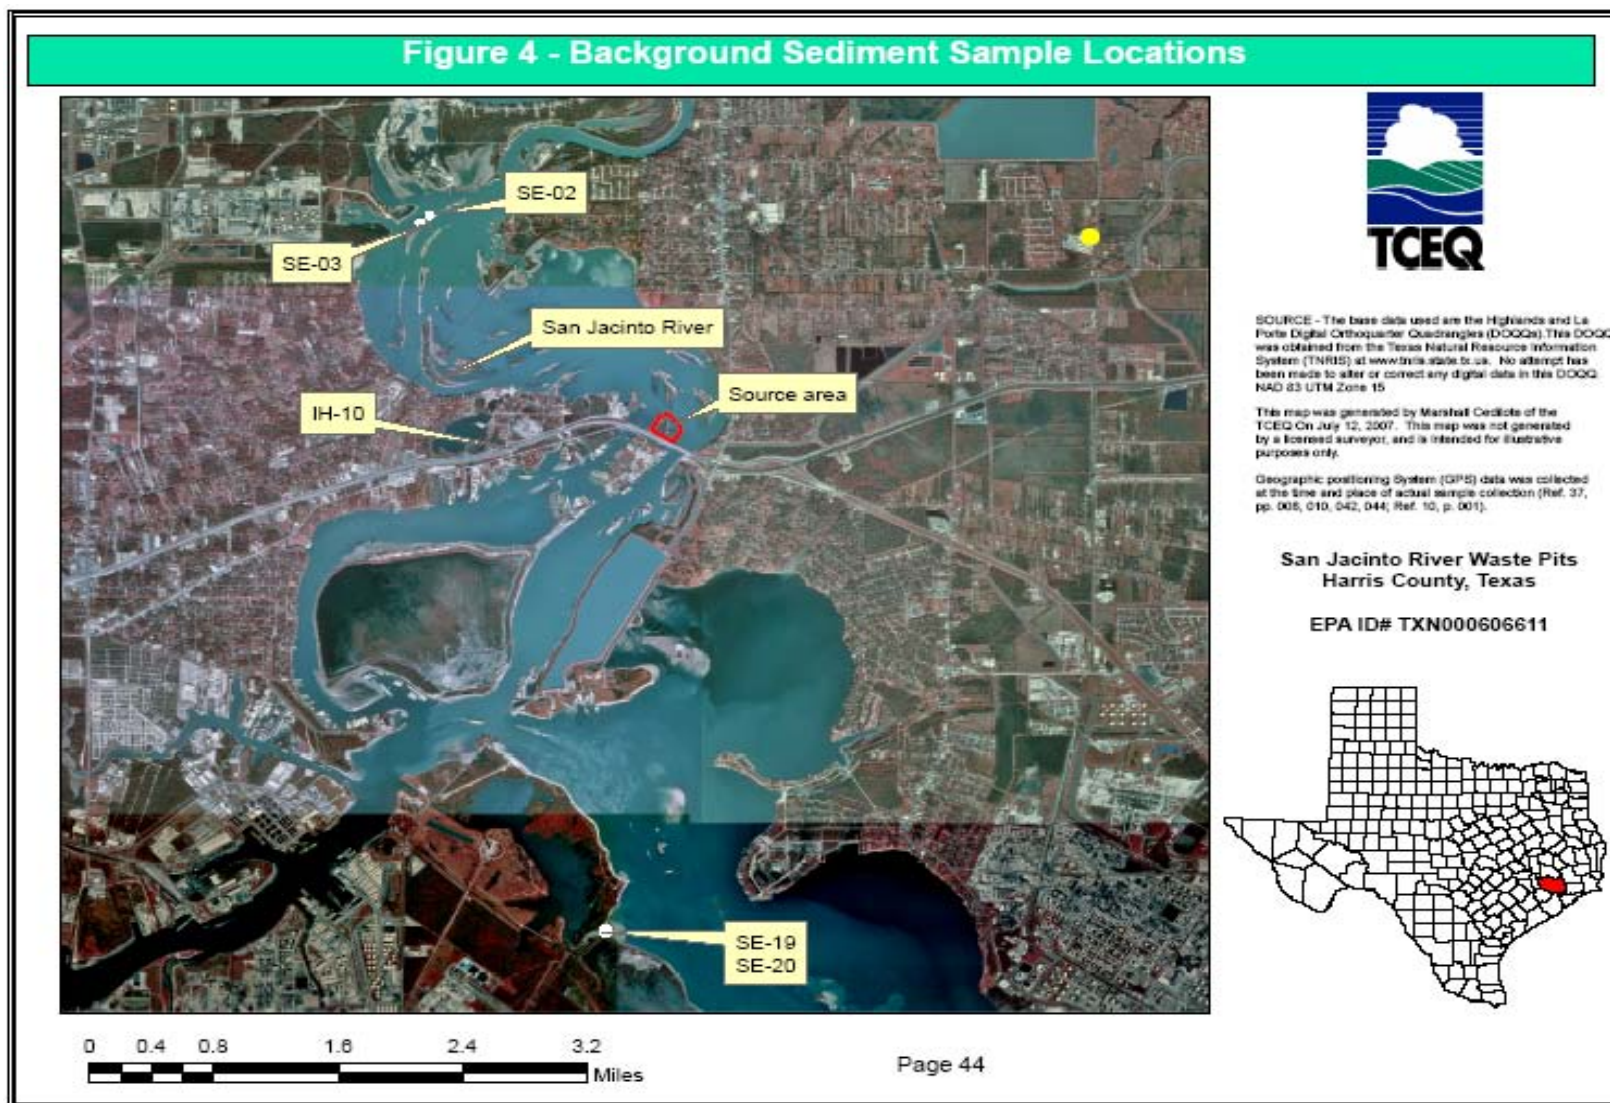 Figure 4 - Background Sediment Sample Locations
SE-02
SE-03
San Jacinto River
Source area
IH-10
SE-19
SE-20
TCEQ
SOURCE - The base data used are the Highlands and La
Porte Digital Orthoquarter Quadrangles (DOQQs).This DOQQ
was obtained from the Texas Natural Resource Information
System (TNRIS) at www.tnris.state.tx.us. No attempt has
been made to alter or correct any digital data in this DOQQ.
NAD 83 UTM Zone 15
This map was generated by Marshall Cedilote of the
TCEQ On July 12, 2007. This map was not generated
by a licensed surveyor, and is intended for illustrative
purposes only.
Geographic positioning System (GPS) data was collected
at the time and place of actual sample collection (Ref. 37,
pp. 008, 010, 042, 044; Ref. 10, p. 001).
San Jacinto River Waste Pits
Harris County, Texas
EPA ID# TXN000606611
0 0.4 0.8 1.6 2.4 3.2
Miles
Page 44